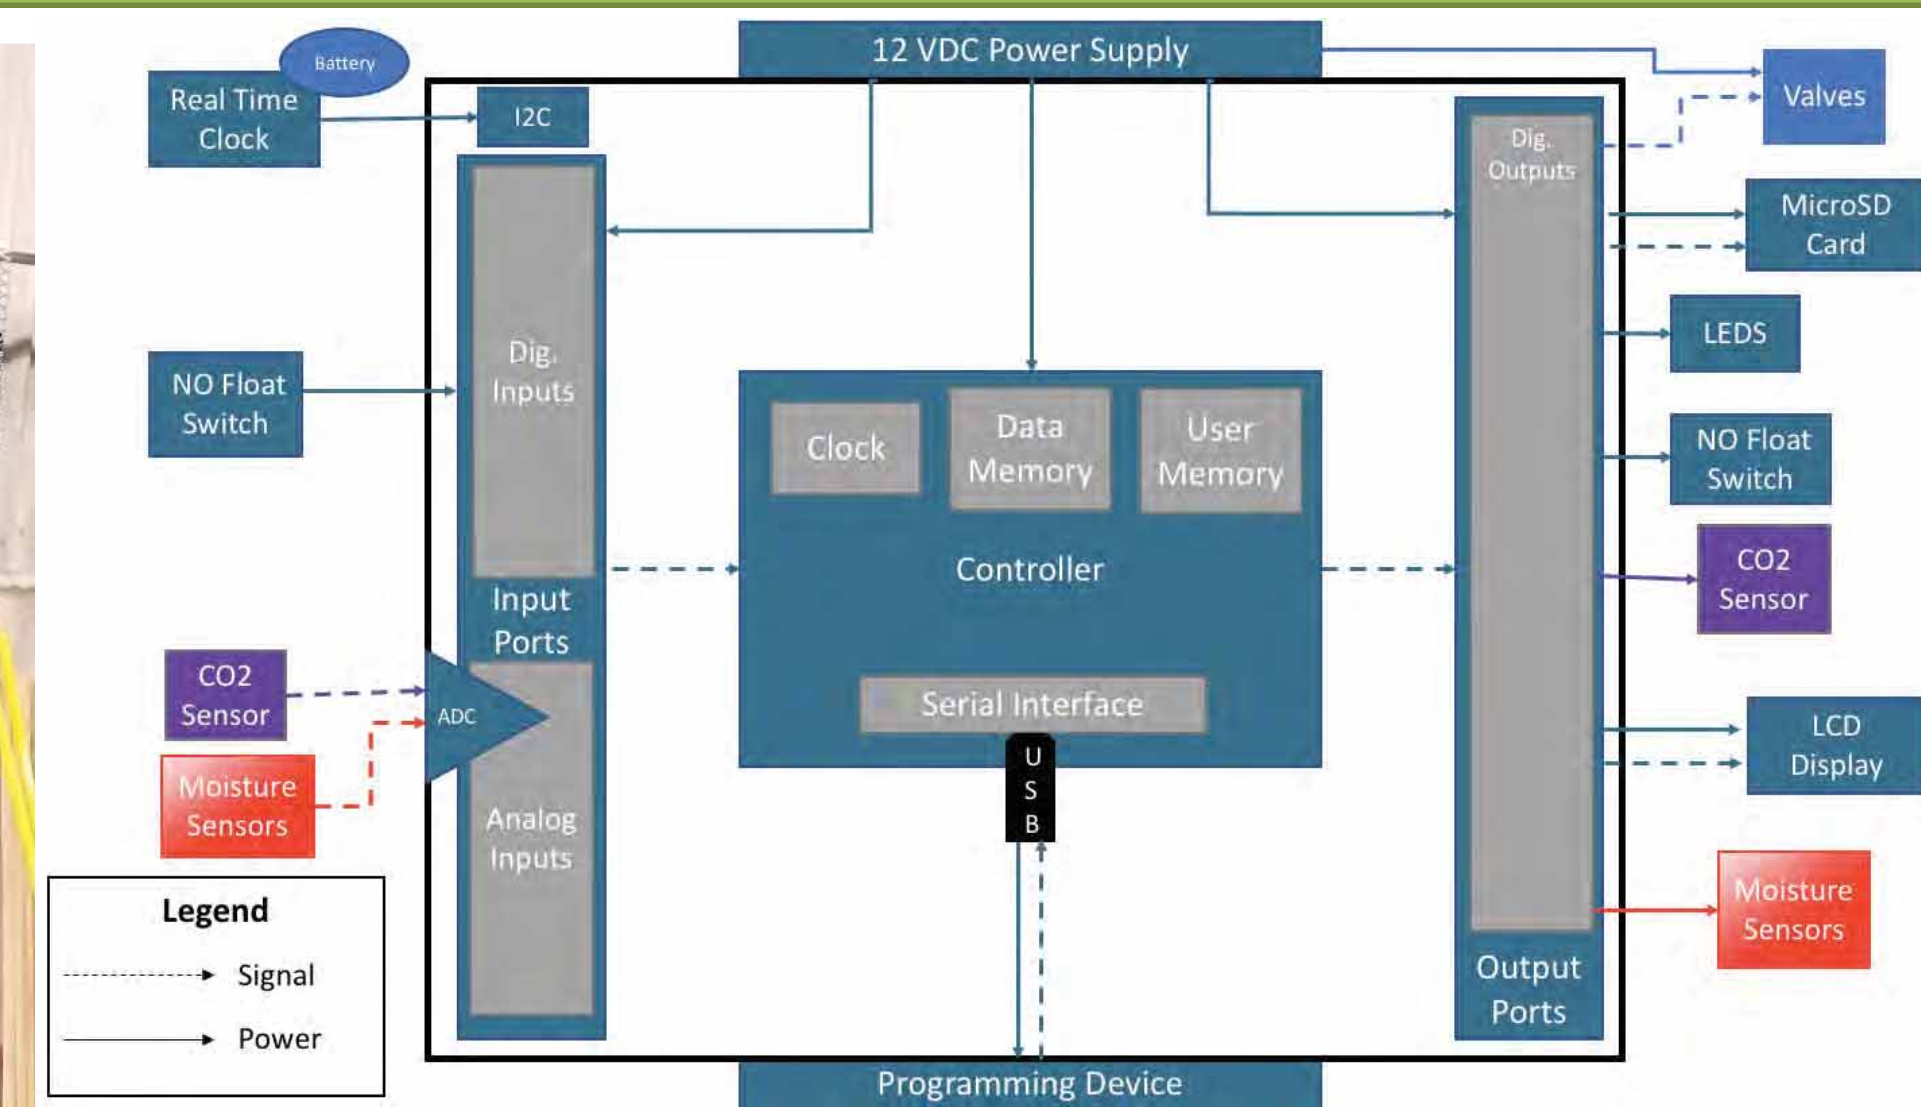 12 VDC Power Supply
Battery
Real Time
Clock
I2C
Valves
Dig.
Outputs
MicroSD
Card
LEDS
NO Float
Switch
Dig.
Inputs
Clock
Data
Memory
User
Memory
NO Float
Switch
Controller
CO2
Sensor
Input
Ports
CO2
Sensor
ADC
Serial Interface
U
S
B
LCD
Display
Moisture
Sensors
Analog
Inputs
Moisture
Sensors
Legend
Signal
Power
Output
Ports
Programming Device